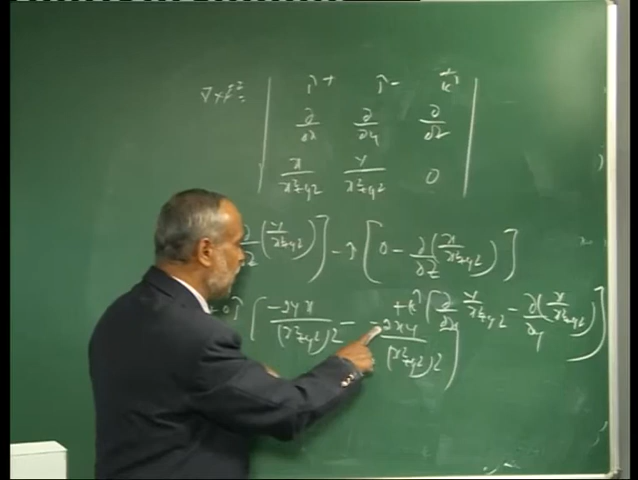 ∇×F = | î+ ĵ- +k̂ |
∂/∂x ∂/∂y ∂/∂z
x/(x²+y²) y/(x²+y²) 0
∂/∂z (y/(x²+y²)) ] - ĵ [ 0 - ∂/∂z (x/(x²+y²)) ]
+k̂ [ ∂/∂x y/(x²+y²) - ∂/∂y (x/(x²+y²)) ]
[ -2yx/(x²+y²)² - -2xy/(x²+y²)² ]